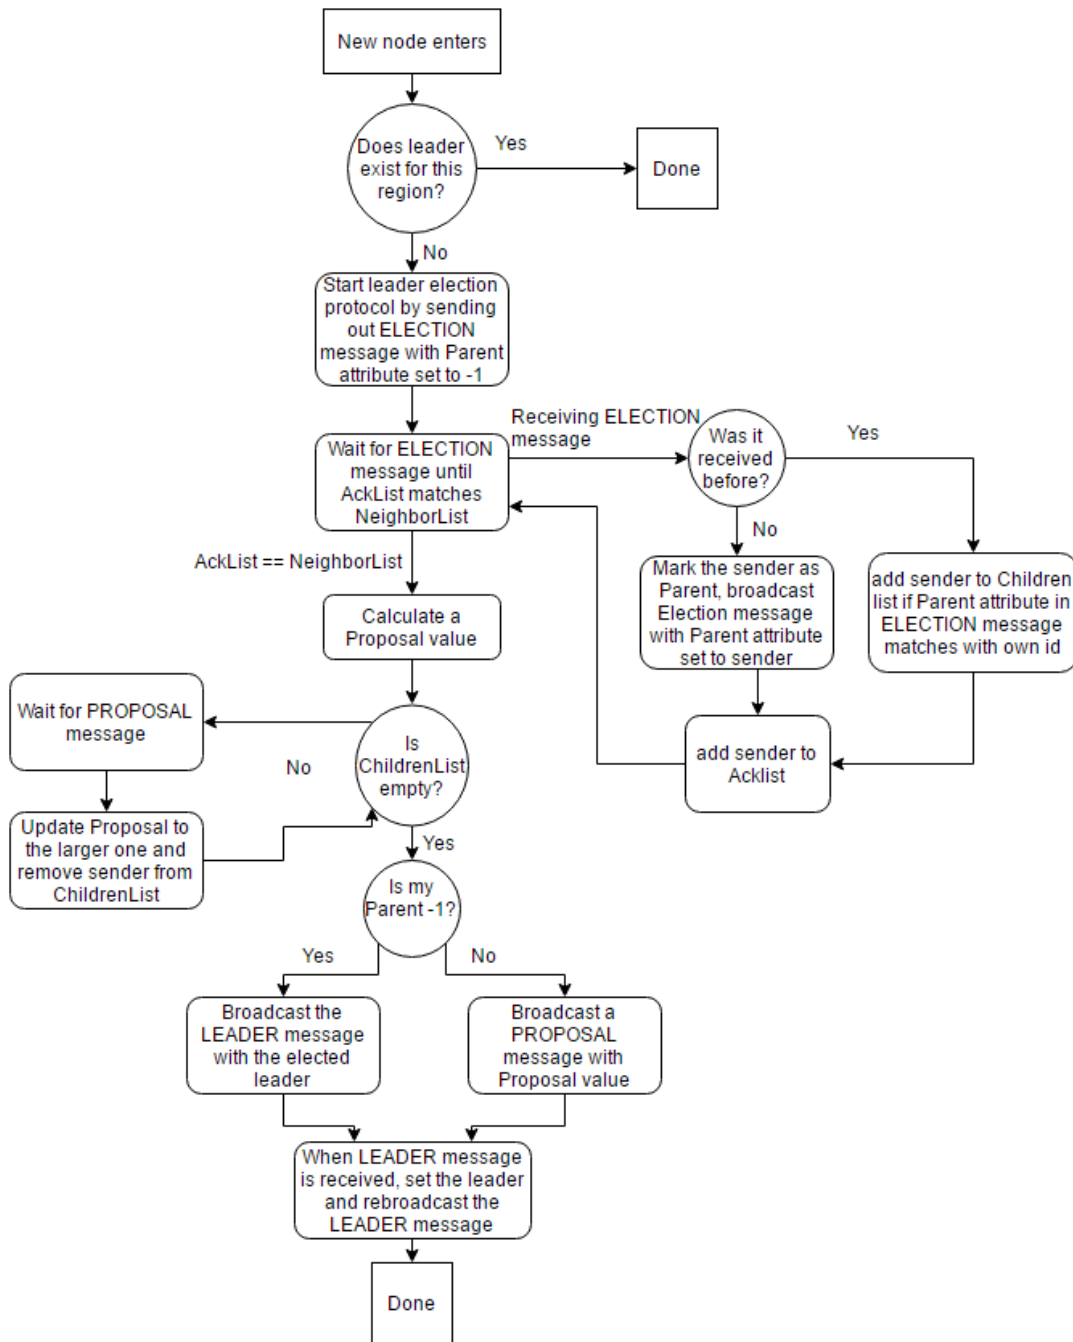 New node enters
Does leader
exist for this
region?
Yes
Done
No
Start leader election
protocol by sending
out ELECTION
message with Parent
attribute set to -1
Receiving ELECTION
message
Wait for ELECTION
message until
AckList matches
NeighborList
Was it
received
before?
Yes
No
AckList == NeighborList
Mark the sender as
Parent, broadcast
Election message
with Parent attribute
set to sender
add sender to Children
list if Parent attribute in
ELECTION message
matches with own id
add sender to
Acklist
Calculate a
Proposal value
Wait for PROPOSAL
message
No
Is
ChildrenList
empty?
Update Proposal to
the larger one and
remove sender from
ChildrenList
Yes
Is my
Parent -1?
Yes
No
Broadcast the
LEADER message
with the elected
leader
Broadcast a
PROPOSAL
message with
Proposal value
When LEADER message
is received, set the leader
and rebroadcast the
LEADER message
Done